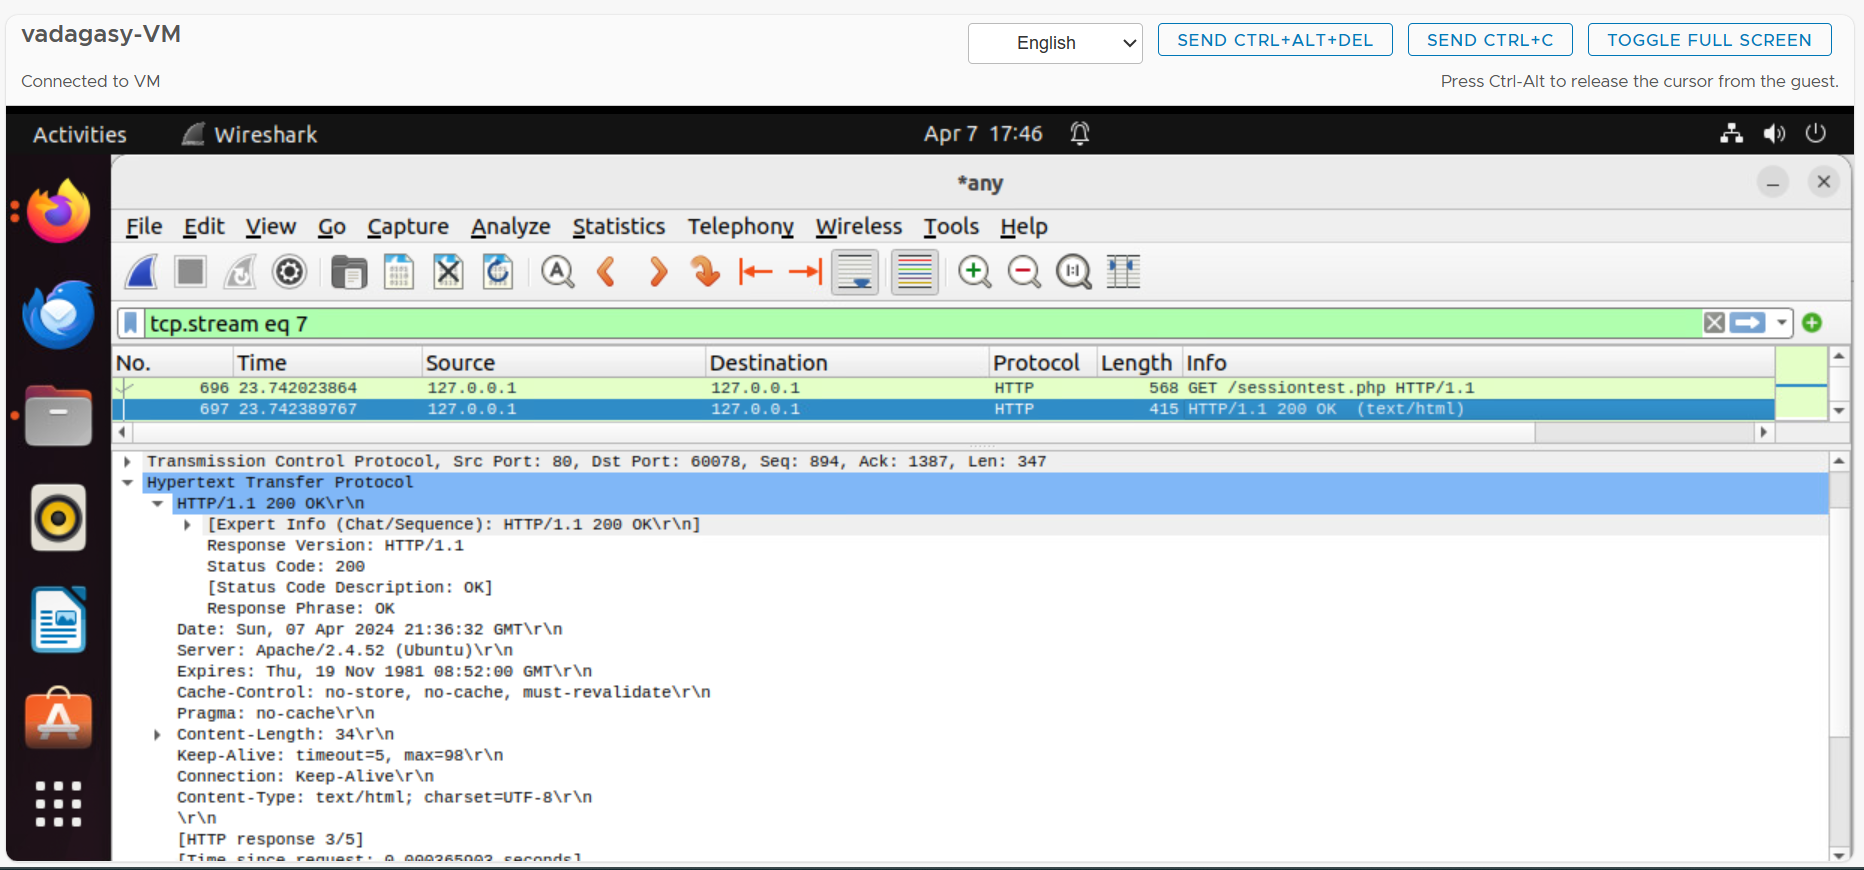 vadagasy-VM
English
SEND CTRL+ALT+DEL
SEND CTRL+C
TOGGLE FULL SCREEN
Connected to VM
Press Ctrl-Alt to release the cursor from the guest.
Activities
Wireshark
Apr 7 17:46
*any
File Edit View Go Capture Analyze Statistics Telephony Wireless Tools Help
tcp.stream eq 7
No. Time Source Destination Protocol Length Info
696 23.742023864 127.0.0.1 127.0.0.1 HTTP 568 GET /sessiontest.php HTTP/1.1
697 23.742389767 127.0.0.1 127.0.0.1 HTTP 415 HTTP/1.1 200 OK (text/html)
Transmission Control Protocol, Src Port: 80, Dst Port: 60078, Seq: 894, Ack: 1387, Len: 347
Hypertext Transfer Protocol
HTTP/1.1 200 OK\r\n
[Expert Info (Chat/Sequence): HTTP/1.1 200 OK\r\n]
Response Version: HTTP/1.1
Status Code: 200
[Status Code Description: OK]
Response Phrase: OK
Date: Sun, 07 Apr 2024 21:36:32 GMT\r\n
Server: Apache/2.4.52 (Ubuntu)\r\n
Expires: Thu, 19 Nov 1981 08:52:00 GMT\r\n
Cache-Control: no-store, no-cache, must-revalidate\r\n
Pragma: no-cache\r\n
Content-Length: 34\r\n
Keep-Alive: timeout=5, max=98\r\n
Connection: Keep-Alive\r\n
Content-Type: text/html; charset=UTF-8\r\n
\r\n
[HTTP response 3/5]
[Time since request: 0.000365903 seconds]